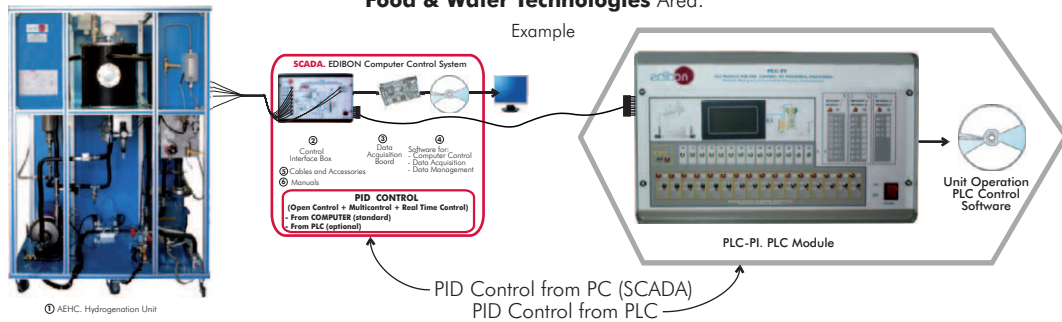 Food & Water Technologies Area.
Example
SCADA. EDIBON Computer Control System
② Control Interface Box
③ Data Acquisition Board
④ Software for:
- Computer Control
- Data Acquisition
- Data Management
⑤ Cables and Accessories
⑥ Manuals
PID CONTROL
(Open Control + Multicontrol + Real Time Control)
- From COMPUTER (standard)
- From PLC (optional)
① AEHC. Hydrogenation Unit
edibon
PLC-PI
PLC-PI. PLC Module
Unit Operation
PLC Control
Software
PID Control from PC (SCADA)
PID Control from PLC